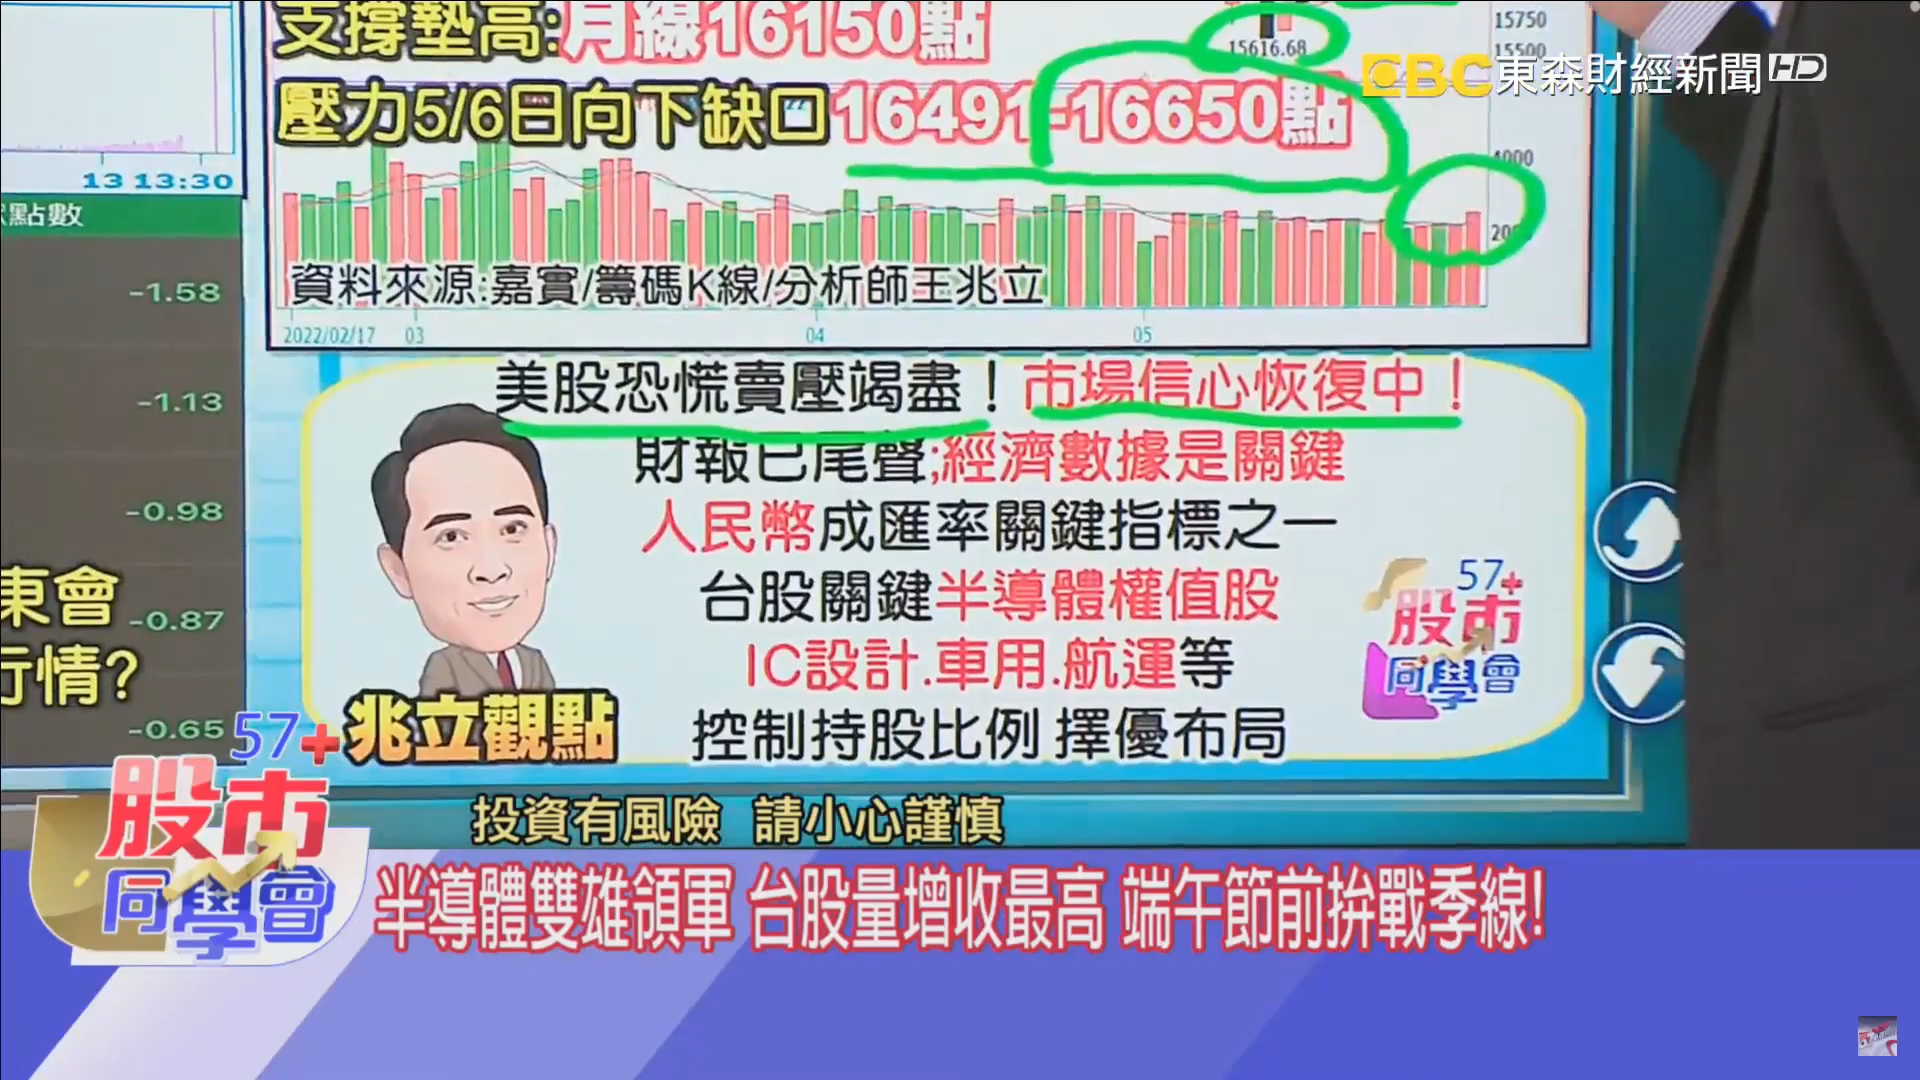 支撐墊高:月線16150點
15750
15616.68
15500
EBC東森財經新聞HD
壓力5/6日向下缺口16491-16650點
4000
13 13:30
點數
-1.58
-1.13
-0.98
-0.87
-0.65
資料來源:嘉實/籌碼K線/分析師王兆立
2022/02/17 03 04 05
美股恐慌賣壓竭盡！市場信心恢復中！
財報已尾聲;經濟數據是關鍵
人民幣成匯率關鍵指標之一
台股關鍵半導體權值股
IC設計.車用.航運等
控制持股比例 擇優布局
兆立觀點
57+
股市
同學會
東會
行情?
57+
股市
同學會
投資有風險 請小心謹慎
半導體雙雄領軍 台股量增收最高 端午節前拚戰季線!